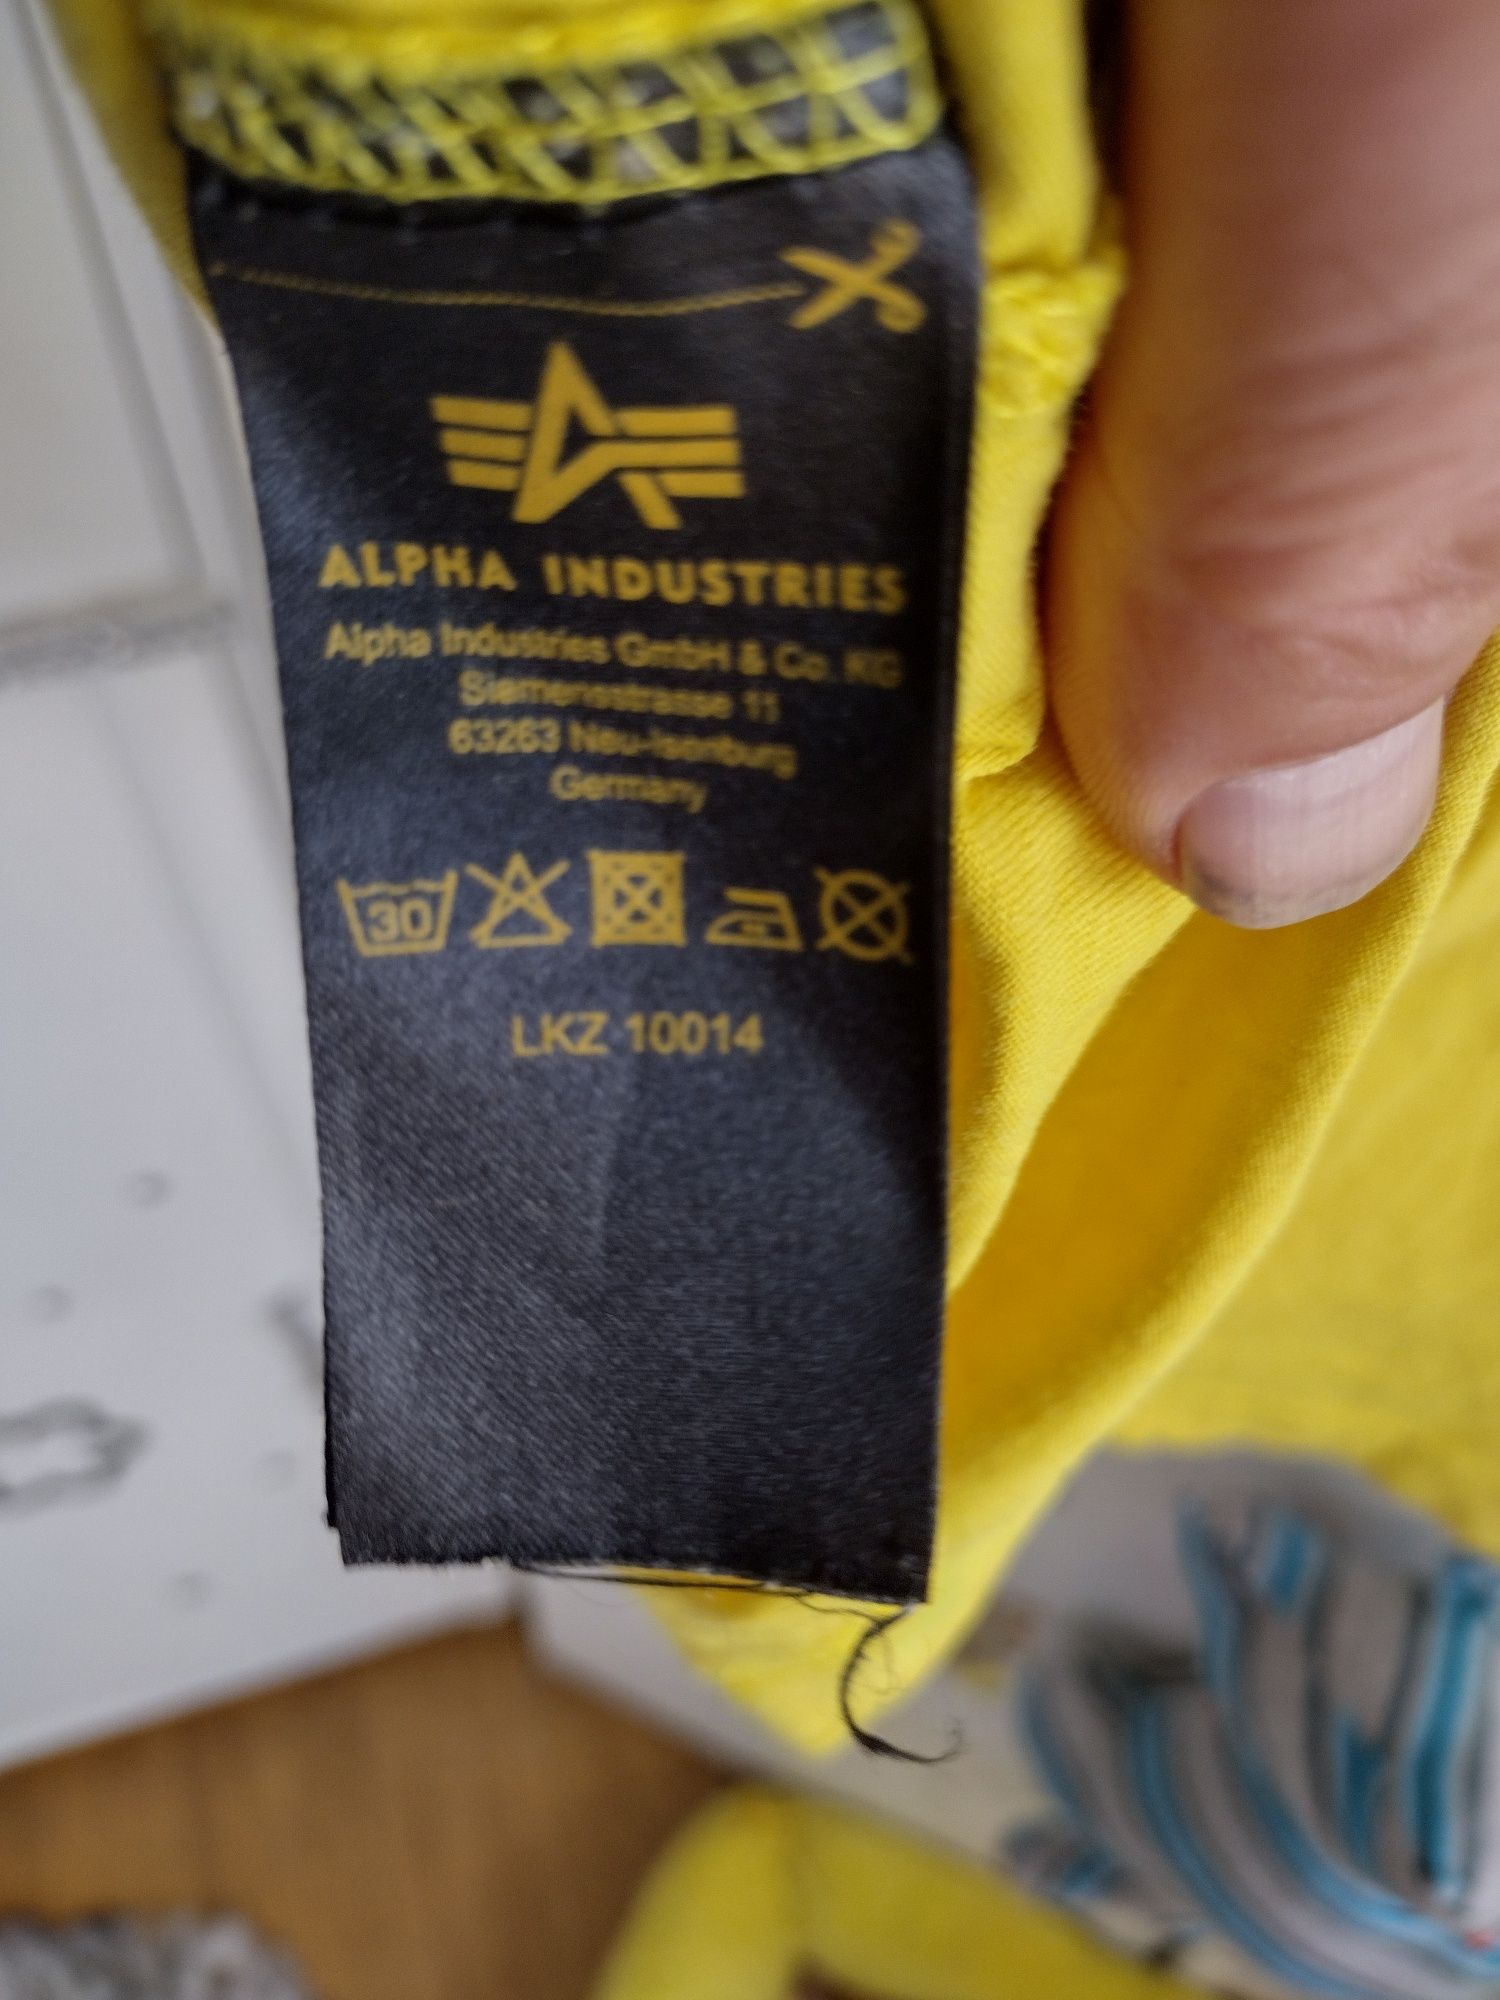 ALPHA INDUSTRIES
Alpha Industries GmbH & Co. KG
Siemensstrasse 11
63263 Neu-Isenburg
Germany
30
LKZ 10014